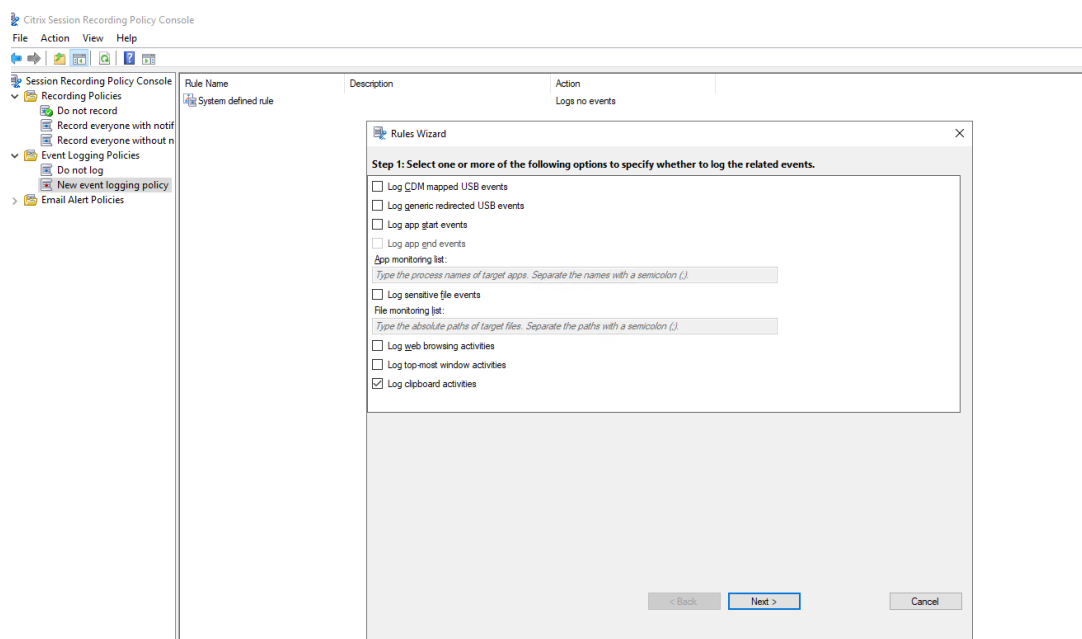 Citrix Session Recording Policy Console
File Action View Help
Session Recording Policy Console
Recording Policies
Do not record
Record everyone with notif
Record everyone without n
Event Logging Policies
Do not log
New event logging policy
Email Alert Policies
Rule Name Description Action
System defined rule Logs no events
Rules Wizard
Step 1: Select one or more of the following options to specify whether to log the related events.
Log CDM mapped USB events
Log generic redirected USB events
Log app start events
Log app end events
App monitoring list:
Type the process names of target apps. Separate the names with a semicolon (;).
Log sensitive file events
File monitoring list:
Type the absolute paths of target files. Separate the paths with a semicolon (;).
Log web browsing activities
Log top-most window activities
Log clipboard activities
< Back Next > Cancel